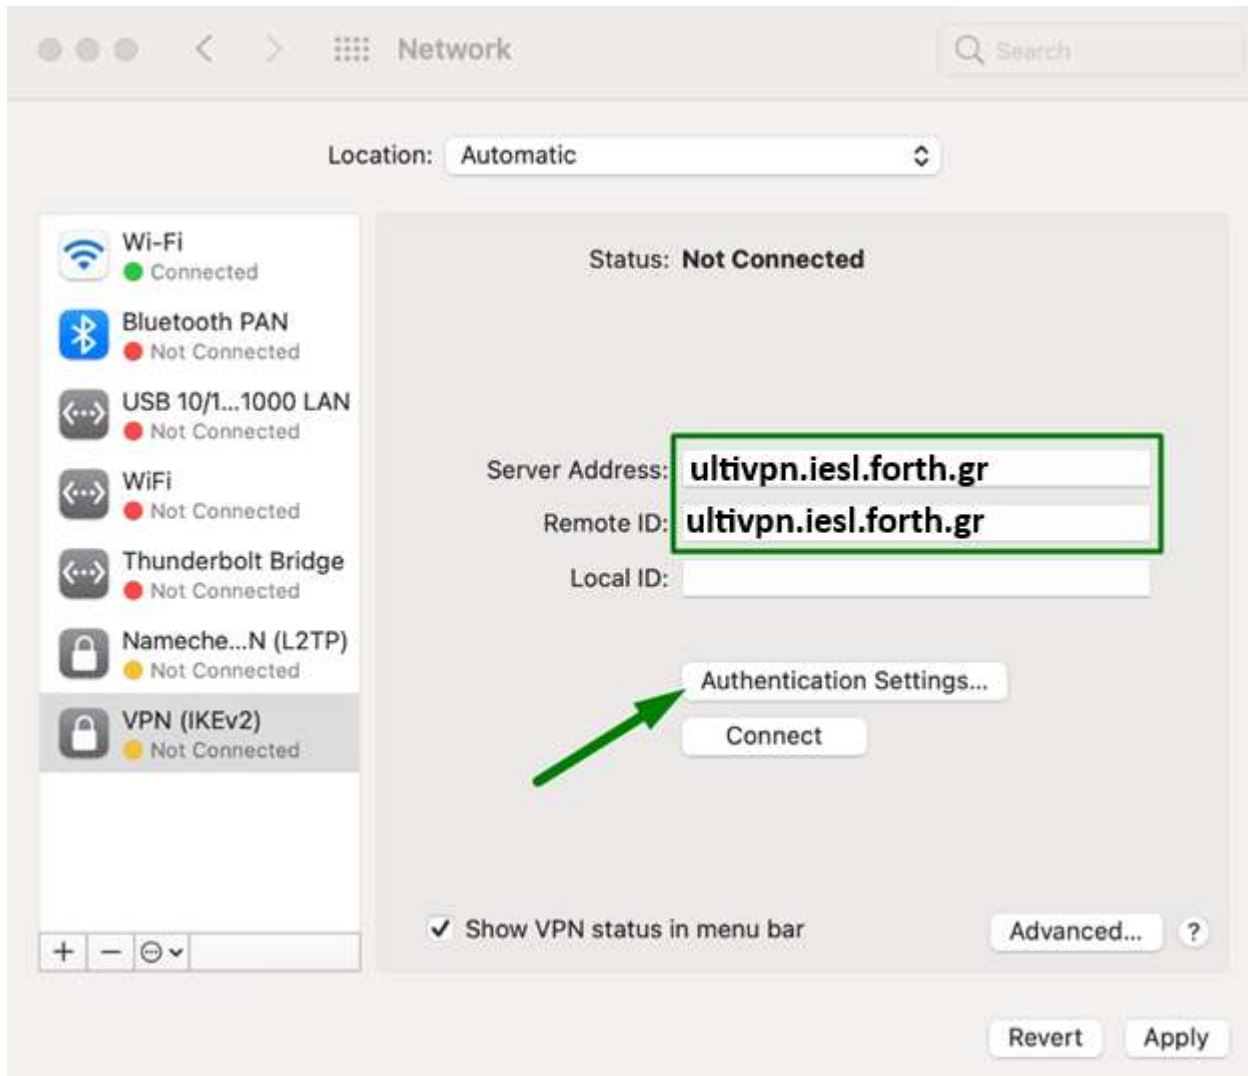 Network
Search
Location: Automatic
Wi-Fi
Connected
Bluetooth PAN
Not Connected
USB 10/1...1000 LAN
Not Connected
WiFi
Not Connected
Thunderbolt Bridge
Not Connected
Nameche...N (L2TP)
Not Connected
VPN (IKEv2)
Not Connected
Status: Not Connected
Server Address: ultivpn.iesl.forth.gr
Remote ID: ultivpn.iesl.forth.gr
Local ID:
Authentication Settings...
Connect
Show VPN status in menu bar
Advanced... ?
Revert Apply